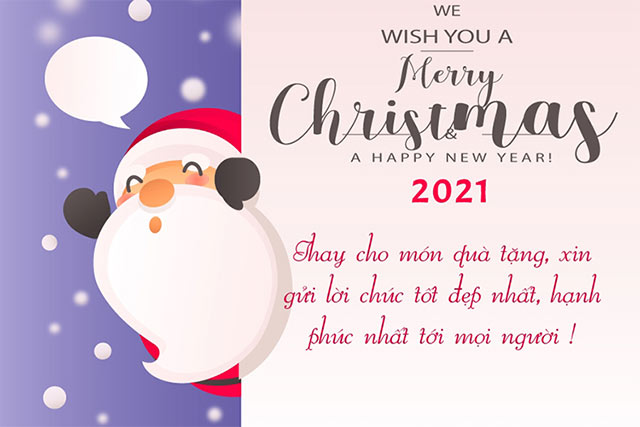 WE
WISH YOU A
Merry
Christmas
&
A HAPPY NEW YEAR!
2021
Thay cho món quà tặng, xin
gửi lời chúc tốt đẹp nhất, hạnh
phúc nhất tới mọi người !